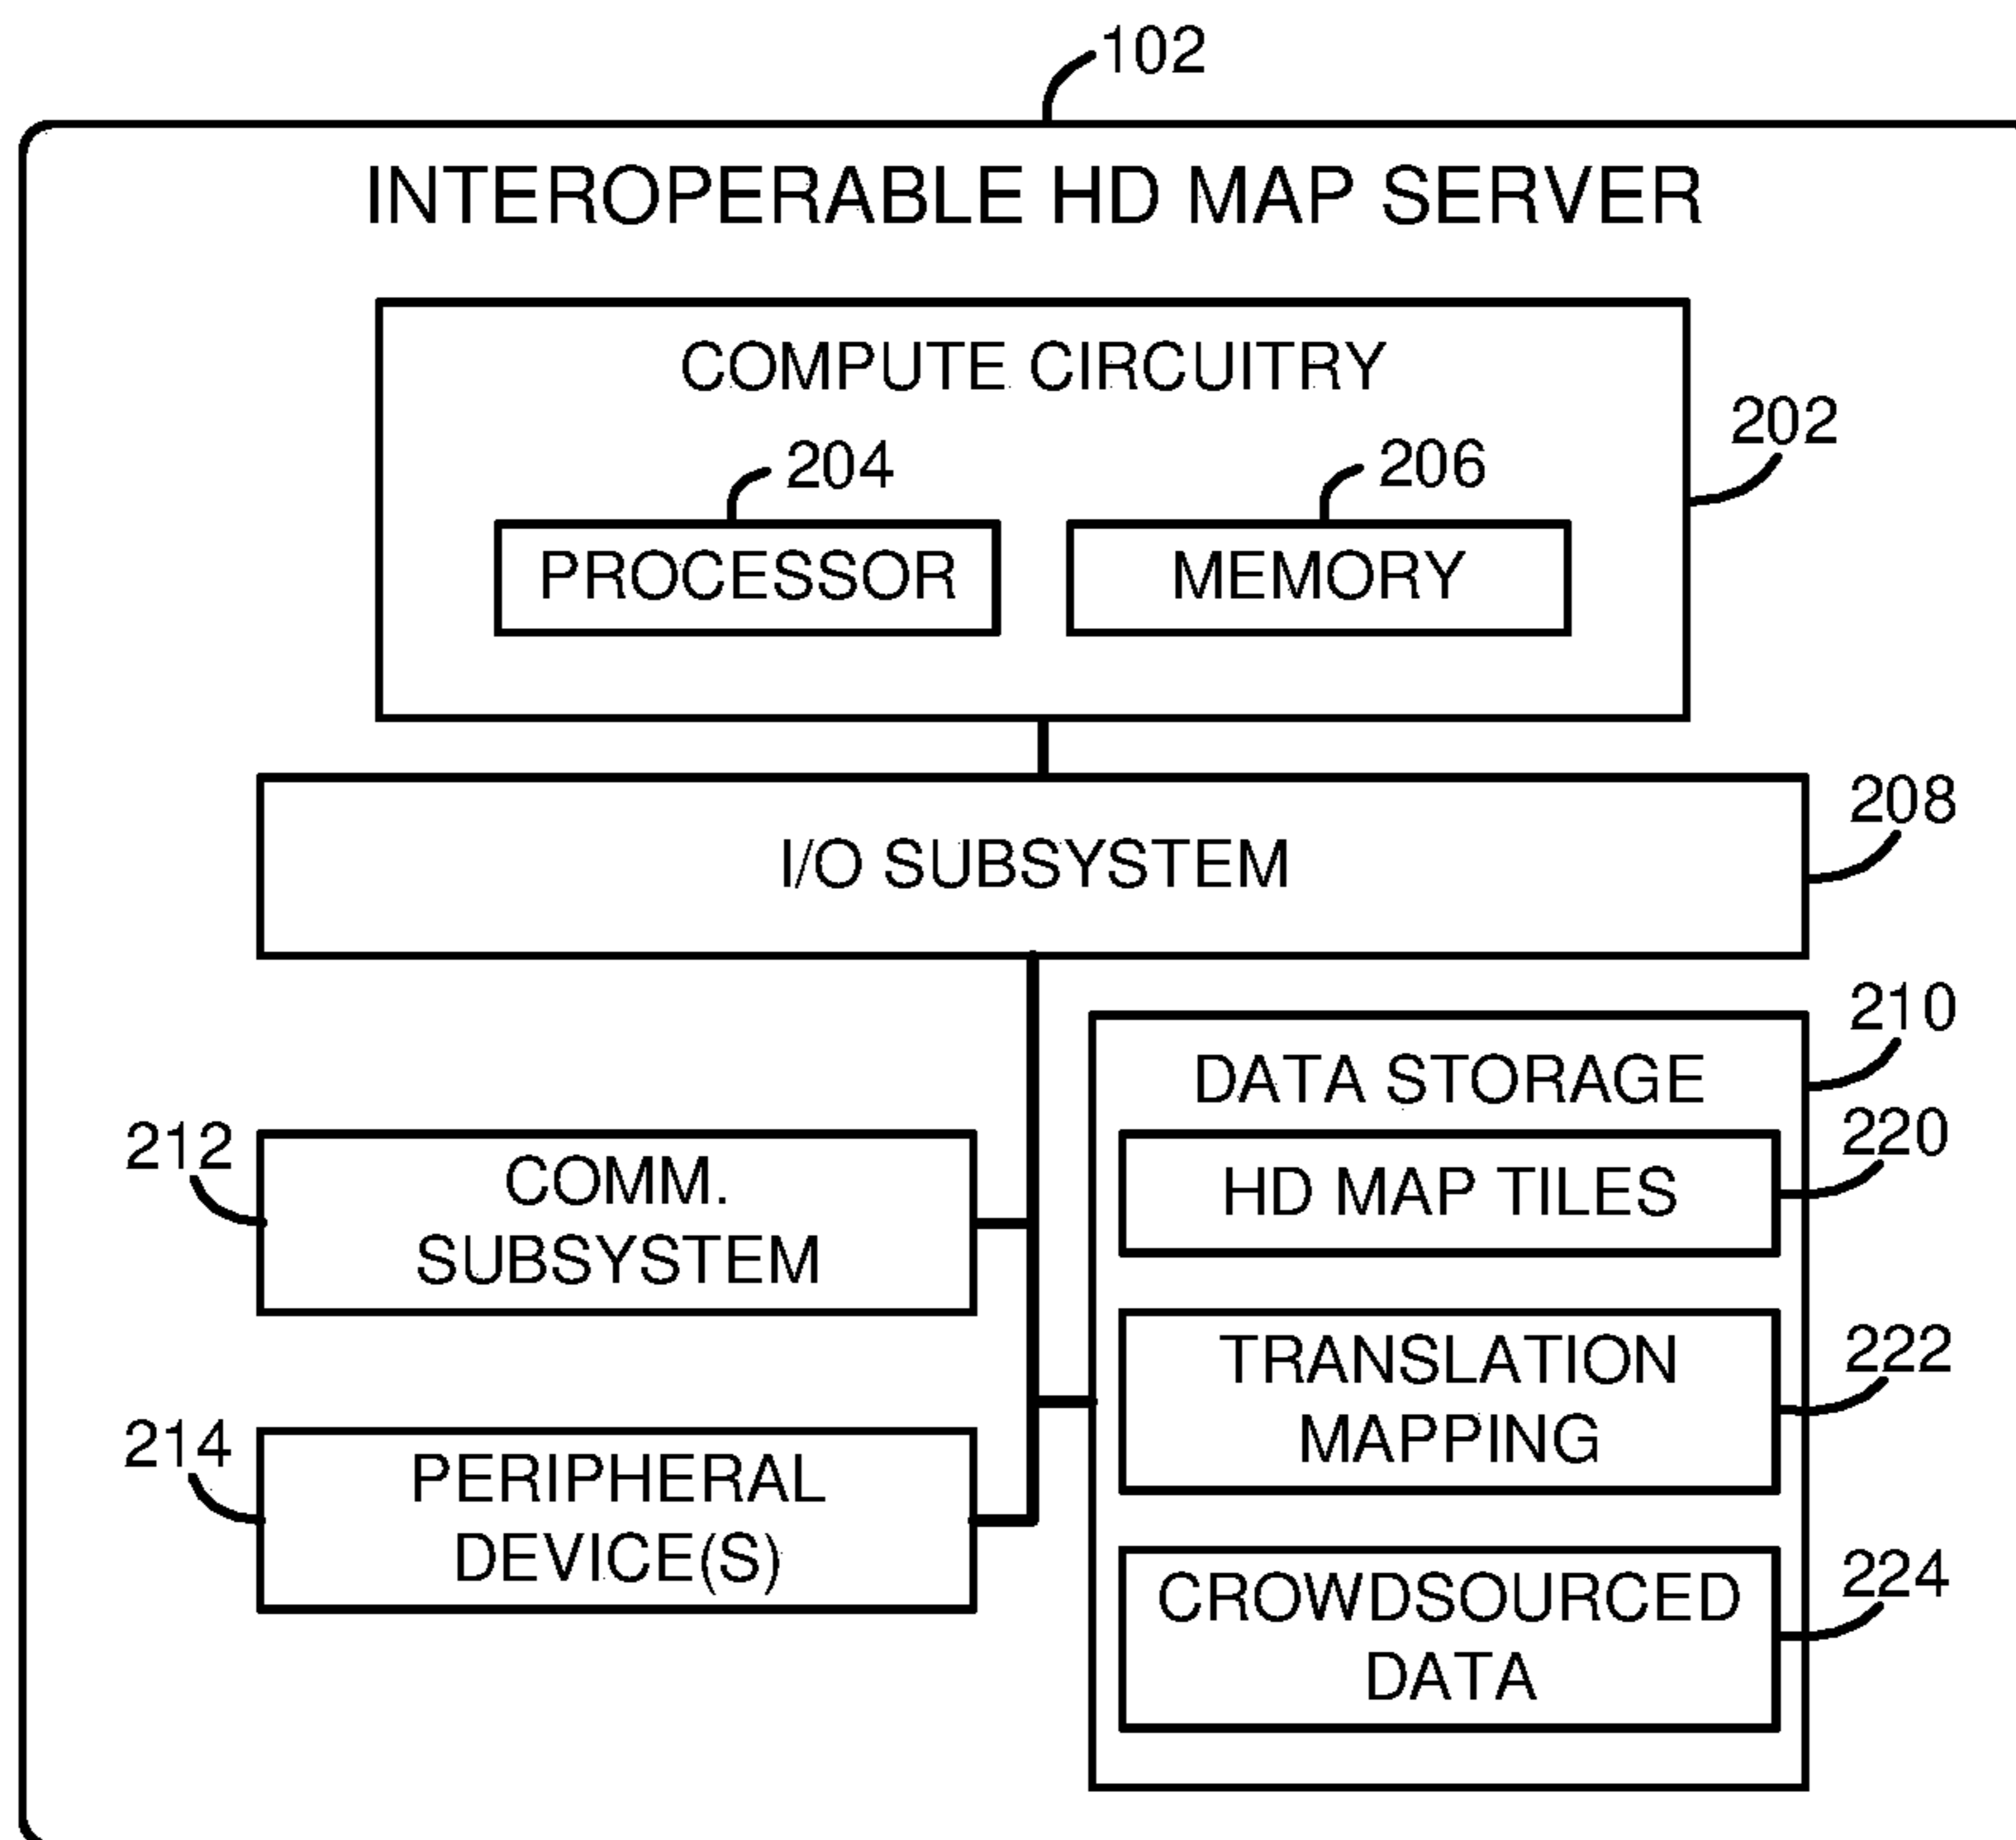 102
INTEROPERABLE HD MAP SERVER
COMPUTE CIRCUITRY
202
204
206
PROCESSOR
MEMORY
208
I/O SUBSYSTEM
210
DATA STORAGE
212
COMM.
SUBSYSTEM
220
HD MAP TILES
222
TRANSLATION
MAPPING
214
PERIPHERAL
DEVICE(S)
224
CROWDSOURCED
DATA